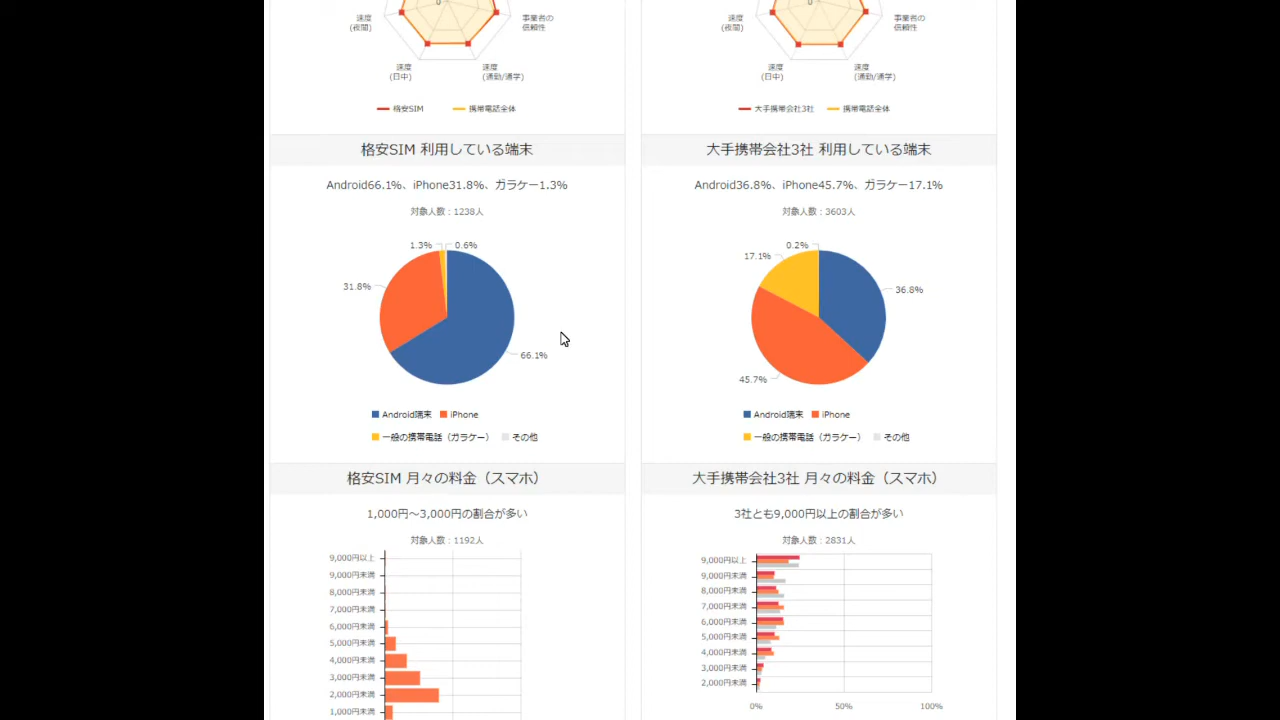 0
速度
(夜間)
事業者の
信頼性
速度
(日中)
速度
(通勤/通学)
格安SIM
携帯電話全体
格安SIM 利用している端末
Android66.1%、iPhone31.8%、ガラケー1.3%
対象人数：1238人
1.3%
0.6%
31.8%
66.1%
Android端末
iPhone
一般の携帯電話（ガラケー）
その他
格安SIM 月々の料金（スマホ）
1,000円～3,000円の割合が多い
対象人数：1192人
9,000円以上
9,000円未満
8,000円未満
7,000円未満
6,000円未満
5,000円未満
4,000円未満
3,000円未満
2,000円未満
1,000円未満
0
速度
(夜間)
事業者の
信頼性
速度
(日中)
速度
(通勤/通学)
大手携帯会社3社
携帯電話全体
大手携帯会社3社 利用している端末
Android36.8%、iPhone45.7%、ガラケー17.1%
対象人数：3603人
0.2%
17.1%
36.8%
45.7%
Android端末
iPhone
一般の携帯電話（ガラケー）
その他
大手携帯会社3社 月々の料金（スマホ）
3社とも9,000円以上の割合が多い
対象人数：2831人
9,000円以上
9,000円未満
8,000円未満
7,000円未満
6,000円未満
5,000円未満
4,000円未満
3,000円未満
2,000円未満
0%
50%
100%